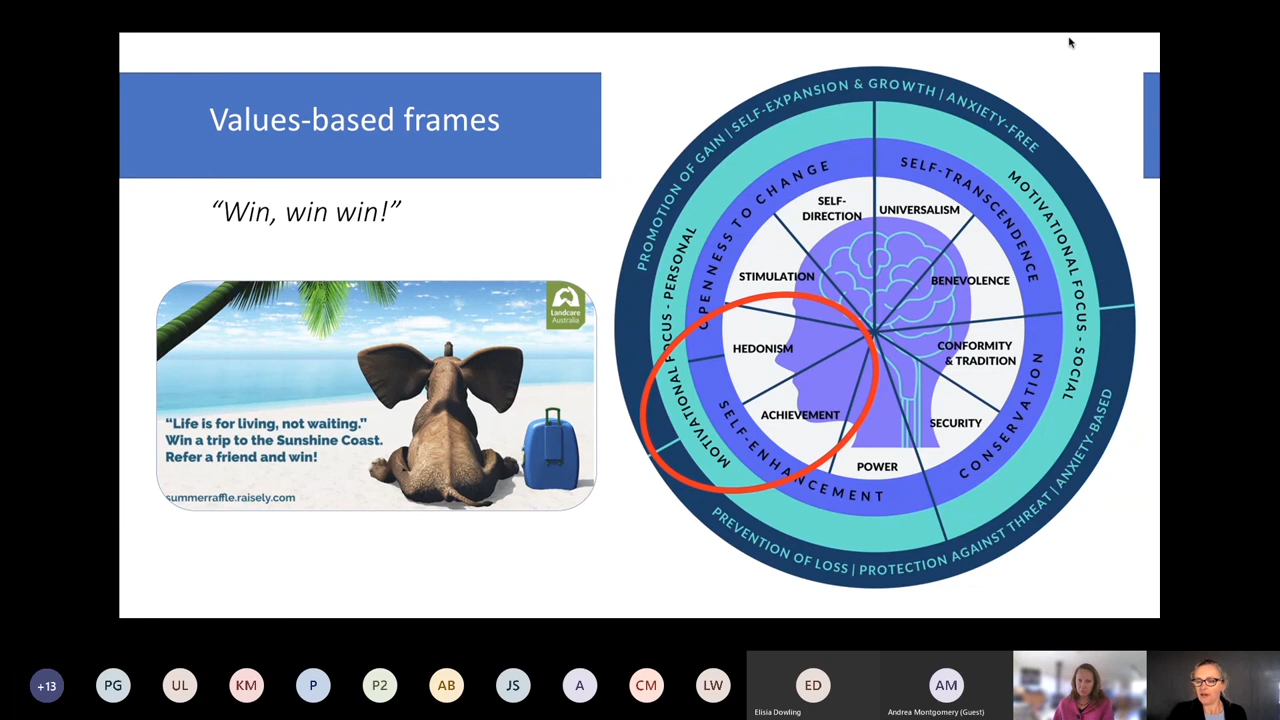 Values-based frames
“Win, win win!”
Landcare
Australia
“Life is for living, not waiting.”
Win a trip to the Sunshine Coast.
Refer a friend and win!
summerraffle.raisely.com
PROMOTION OF GAIN | SELF-EXPANSION & GROWTH | ANXIETY-FREE
MOTIVATIONAL FOCUS - PERSONAL
MOTIVATIONAL FOCUS - SOCIAL
OPENNESS TO CHANGE
SELF-TRANSCENDENCE
SELF-
DIRECTION
UNIVERSALISM
STIMULATION
BENEVOLENCE
HEDONISM
CONFORMITY
& TRADITION
ACHIEVEMENT
SECURITY
POWER
SELF-ENHANCEMENT
CONSERVATION
PREVENTION OF LOSS | PROTECTION AGAINST THREAT | ANXIETY-BASED
+13
PG
UL
KM
P
P2
AB
JS
A
CM
LW
ED
AM
Elisia Dowling
Andrea Montgomery (Guest)